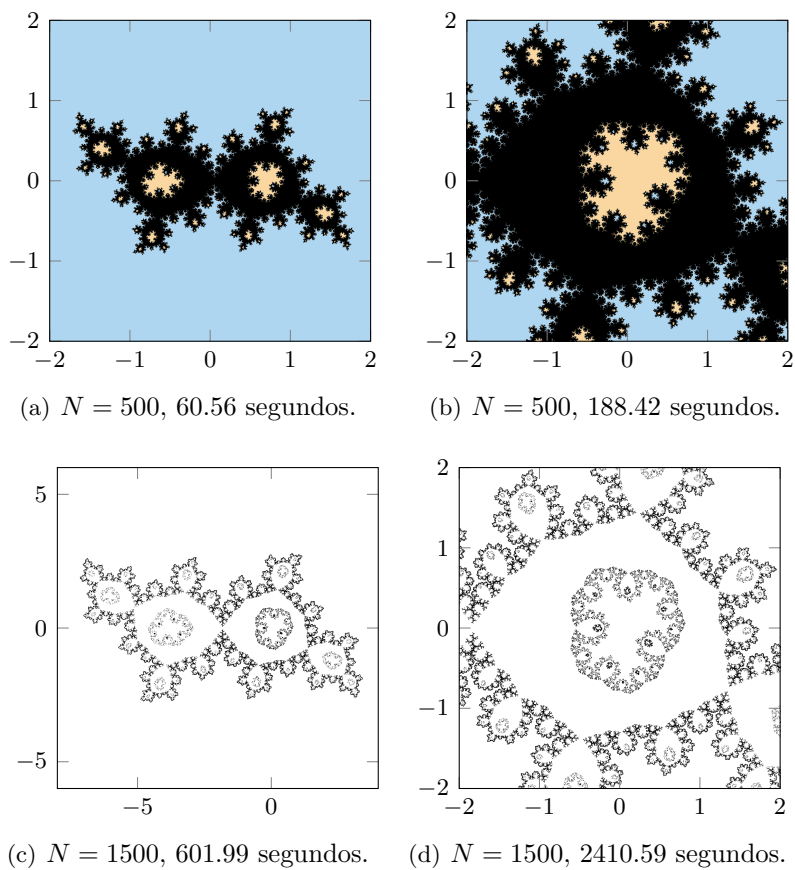 2
1
0
−1
−2
−2 −1 0 1 2
(a) N = 500, 60.56 segundos.
2
1
0
−1
−2
−2 −1 0 1 2
(b) N = 500, 188.42 segundos.
5
0
−5
−5 0
(c) N = 1500, 601.99 segundos.
2
1
0
−1
−2
−2 −1 0 1 2
(d) N = 1500, 2410.59 segundos.